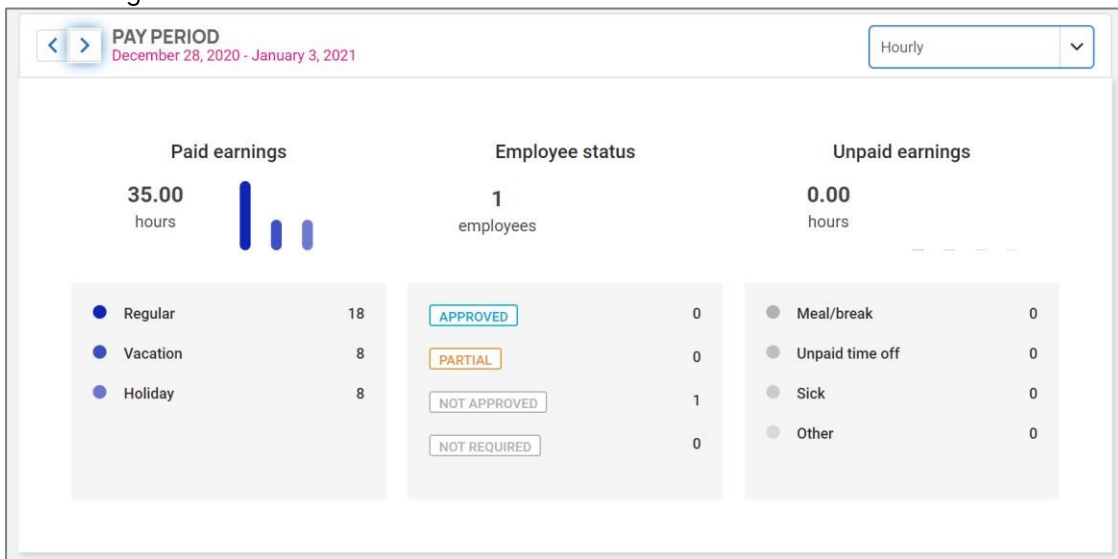 PAY PERIOD
December 28, 2020 - January 3, 2021
Hourly
Paid earnings
35.00
hours
Regular 18
Vacation 8
Holiday 8
Employee status
1
employees
APPROVED 0
PARTIAL 0
NOT APPROVED 1
NOT REQUIRED 0
Unpaid earnings
0.00
hours
Meal/break 0
Unpaid time off 0
Sick 0
Other 0